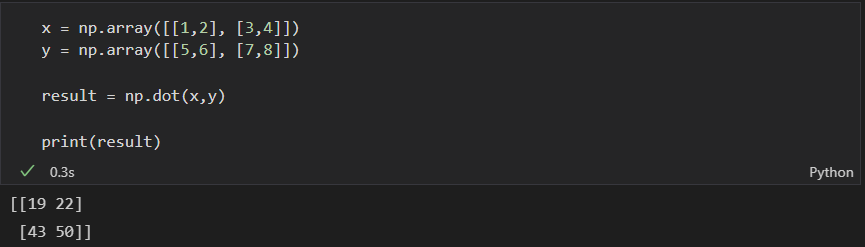 x = np.array([[1,2], [3,4]])
y = np.array([[5,6], [7,8]])
result = np.dot(x,y)
print(result)
0.3s
Python
[[19 22]
[43 50]]